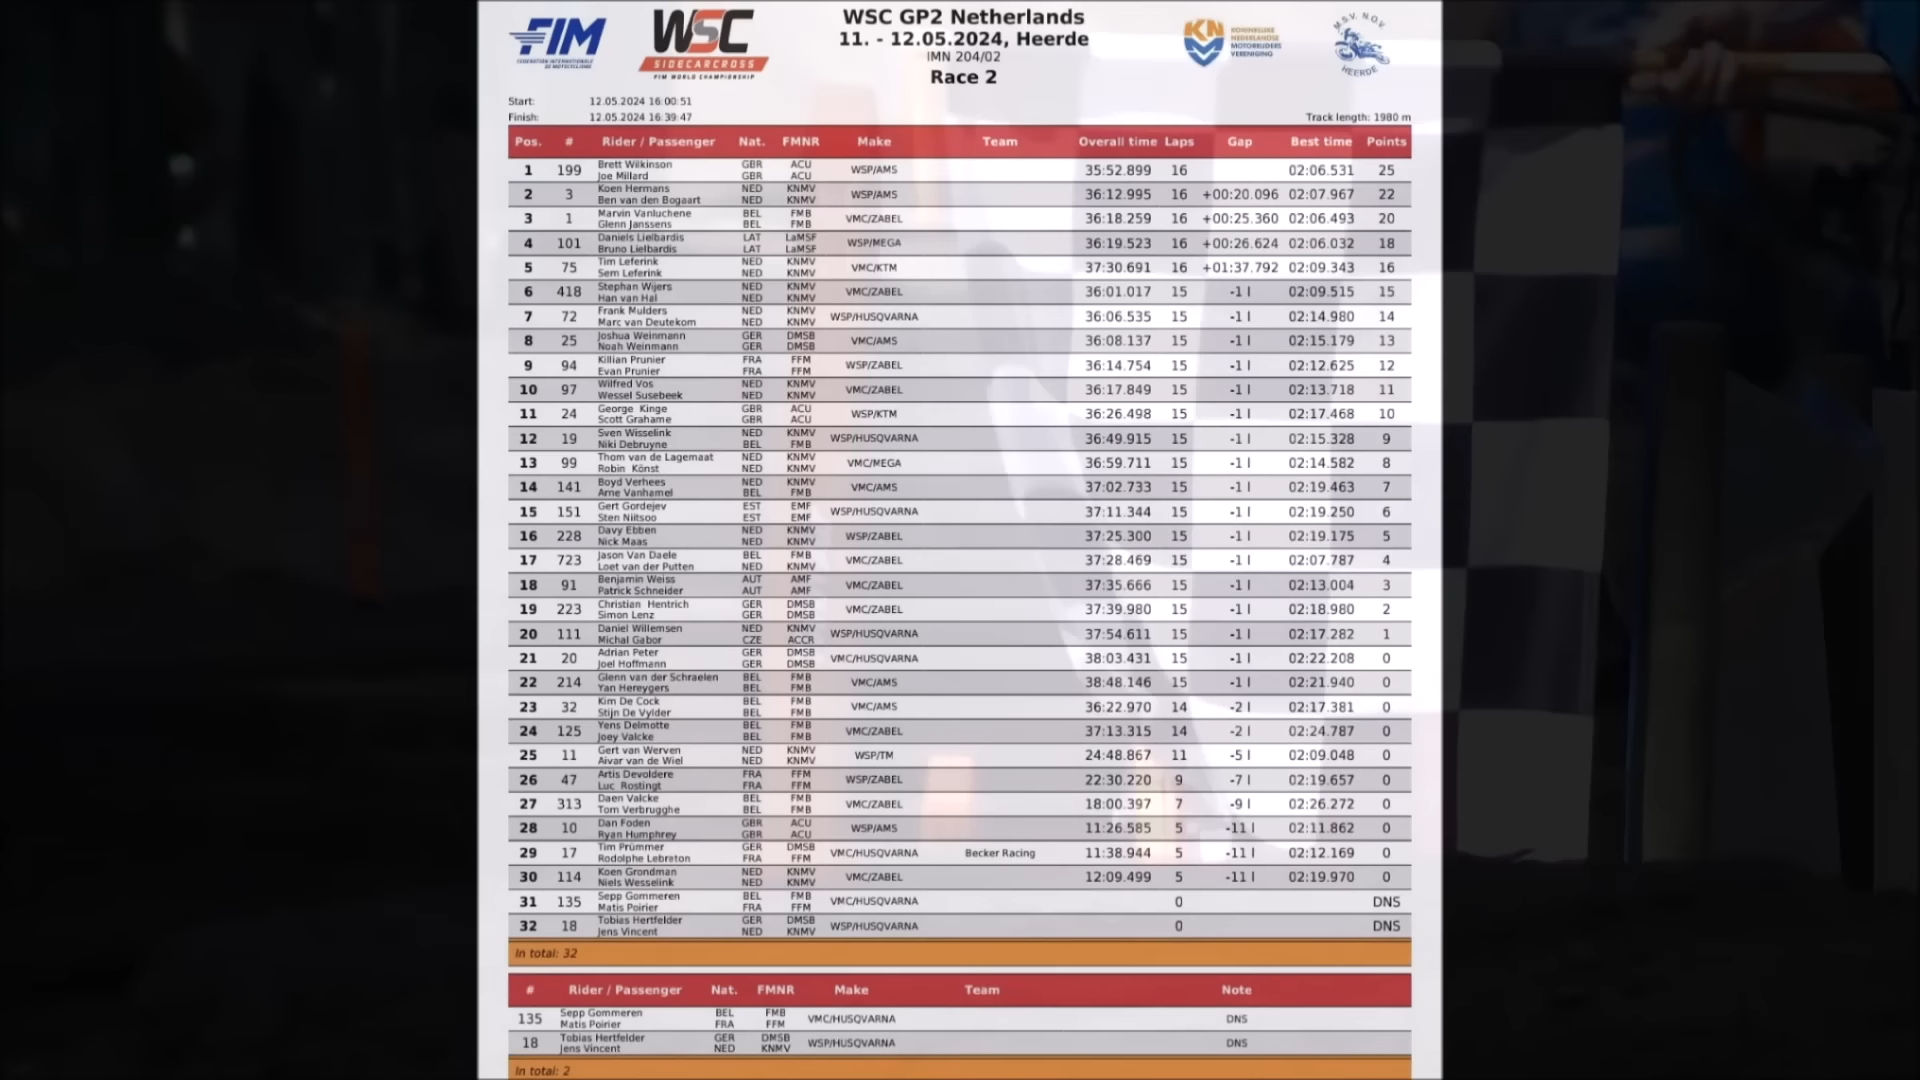 FIM
FEDERATION INTERNATIONALE
DE MOTOCYCLISME
WSC
SIDECARCROSS
FIM WORLD CHAMPIONSHIP
WSC GP2 Netherlands
11. - 12.05.2024, Heerde
IMN 204/02
Race 2
KN
KONINKLIJKE
NEDERLANDSE
MOTORRIJDERS
VERENIGING
M.S.V. N.O.V.
HEERDE
Start: 12.05.2024 16:00:51
Finish: 12.05.2024 16:39:47 Track length: 1980 m
Pos. # Rider / Passenger Nat. FMNR Make Team Overall time Laps Gap Best time Points
1 199 Brett Wilkinson GBR ACU WSP/AMS 35:52.899 16 02:06.531 25
Joe Millard GBR ACU
2 3 Koen Hermans NED KNMV WSP/AMS 36:12.995 16 +00:20.096 02:07.967 22
Ben van den Bogaart NED KNMV
3 1 Marvin Vanluchene BEL FMB VMC/ZABEL 36:18.259 16 +00:25.360 02:06.493 20
Glenn Janssens BEL FMB
4 101 Daniels Lielbardis LAT LaMSF WSP/MEGA 36:19.523 16 +00:26.624 02:06.032 18
Bruno Lielbardis LAT LaMSF
5 75 Tim Leferink NED KNMV VMC/KTM 37:30.691 16 +01:37.792 02:09.343 16
Sem Leferink NED KNMV
6 418 Stephan Wijers NED KNMV VMC/ZABEL 36:01.017 15 -1 l 02:09.515 15
Han van Hal NED KNMV
7 72 Frank Mulders NED KNMV WSP/HUSQVARNA 36:06.535 15 -1 l 02:14.980 14
Marc van Deutekom NED KNMV
8 25 Joshua Weinmann GER DMSB VMC/AMS 36:08.137 15 -1 l 02:15.179 13
Noah Weinmann GER DMSB
9 94 Killian Prunier FRA FFM WSP/ZABEL 36:14.754 15 -1 l 02:12.625 12
Evan Prunier FRA FFM
10 97 Wilfred Vos NED KNMV VMC/ZABEL 36:17.849 15 -1 l 02:13.718 11
Wessel Susebeek NED KNMV
11 24 George Kinge GBR ACU WSP/KTM 36:26.498 15 -1 l 02:17.468 10
Scott Grahame GBR ACU
12 19 Sven Wisselink NED KNMV WSP/HUSQVARNA 36:49.915 15 -1 l 02:15.328 9
Niki Debruyne BEL FMB
13 99 Thom van de Lagemaat NED KNMV VMC/MEGA 36:59.711 15 -1 l 02:14.582 8
Robin Könst NED KNMV
14 141 Boyd Verhees NED KNMV VMC/AMS 37:02.733 15 -1 l 02:19.463 7
Arne Vanhamel BEL FMB
15 151 Gert Gordejev EST EMF WSP/HUSQVARNA 37:11.344 15 -1 l 02:19.250 6
Sten Niitsoo EST EMF
16 228 Davy Ebben NED KNMV WSP/ZABEL 37:25.300 15 -1 l 02:19.175 5
Nick Maas NED KNMV
17 723 Jason Van Daele BEL FMB VMC/ZABEL 37:28.469 15 -1 l 02:07.787 4
Loet van der Putten NED KNMV
18 91 Benjamin Weiss AUT AMF VMC/ZABEL 37:35.666 15 -1 l 02:13.004 3
Patrick Schneider AUT AMF
19 223 Christian Hentrich GER DMSB VMC/ZABEL 37:39.980 15 -1 l 02:18.980 2
Simon Lenz GER DMSB
20 111 Daniel Willemsen NED KNMV WSP/HUSQVARNA 37:54.611 15 -1 l 02:17.282 1
Michal Gabor CZE ACCR
21 20 Adrian Peter GER DMSB VMC/HUSQVARNA 38:03.431 15 -1 l 02:22.208 0
Joel Hoffmann GER DMSB
22 214 Glenn van der Schraelen BEL FMB VMC/AMS 38:48.146 15 -1 l 02:21.940 0
Yan Hereygers BEL FMB
23 32 Kim De Cock BEL FMB VMC/AMS 36:22.970 14 -2 l 02:17.381 0
Stijn De Vylder BEL FMB
24 125 Yens Delmotte BEL FMB VMC/ZABEL 37:13.315 14 -2 l 02:24.787 0
Joey Valcke BEL FMB
25 11 Gert van Werven NED KNMV WSP/TM 24:48.867 11 -5 l 02:09.048 0
Aivar van de Wiel NED KNMV
26 47 Artis Devoldere FRA FFM WSP/ZABEL 22:30.220 9 -7 l 02:19.657 0
Luc Rostingt FRA FFM
27 313 Daen Valcke BEL FMB VMC/ZABEL 18:00.397 7 -9 l 02:26.272 0
Tom Verbrugghe BEL FMB
28 10 Dan Foden GBR ACU WSP/AMS 11:26.585 5 -11 l 02:11.862 0
Ryan Humphrey GBR ACU
29 17 Tim Prümmer GER DMSB VMC/HUSQVARNA Becker Racing 11:38.944 5 -11 l 02:12.169 0
Rodolphe Lebreton FRA FFM
30 114 Koen Grondman NED KNMV VMC/ZABEL 12:09.499 5 -11 l 02:19.970 0
Niels Wesselink NED KNMV
31 135 Sepp Gommeren BEL FMB VMC/HUSQVARNA 0 DNS
Matis Poirier FRA FFM
32 18 Tobias Hertfelder GER DMSB WSP/HUSQVARNA 0 DNS
Jens Vincent NED KNMV
In total: 32
# Rider / Passenger Nat. FMNR Make Team Note
135 Sepp Gommeren BEL FMB VMC/HUSQVARNA DNS
Matis Poirier FRA FFM
18 Tobias Hertfelder GER DMSB WSP/HUSQVARNA DNS
Jens Vincent NED KNMV
In total: 2